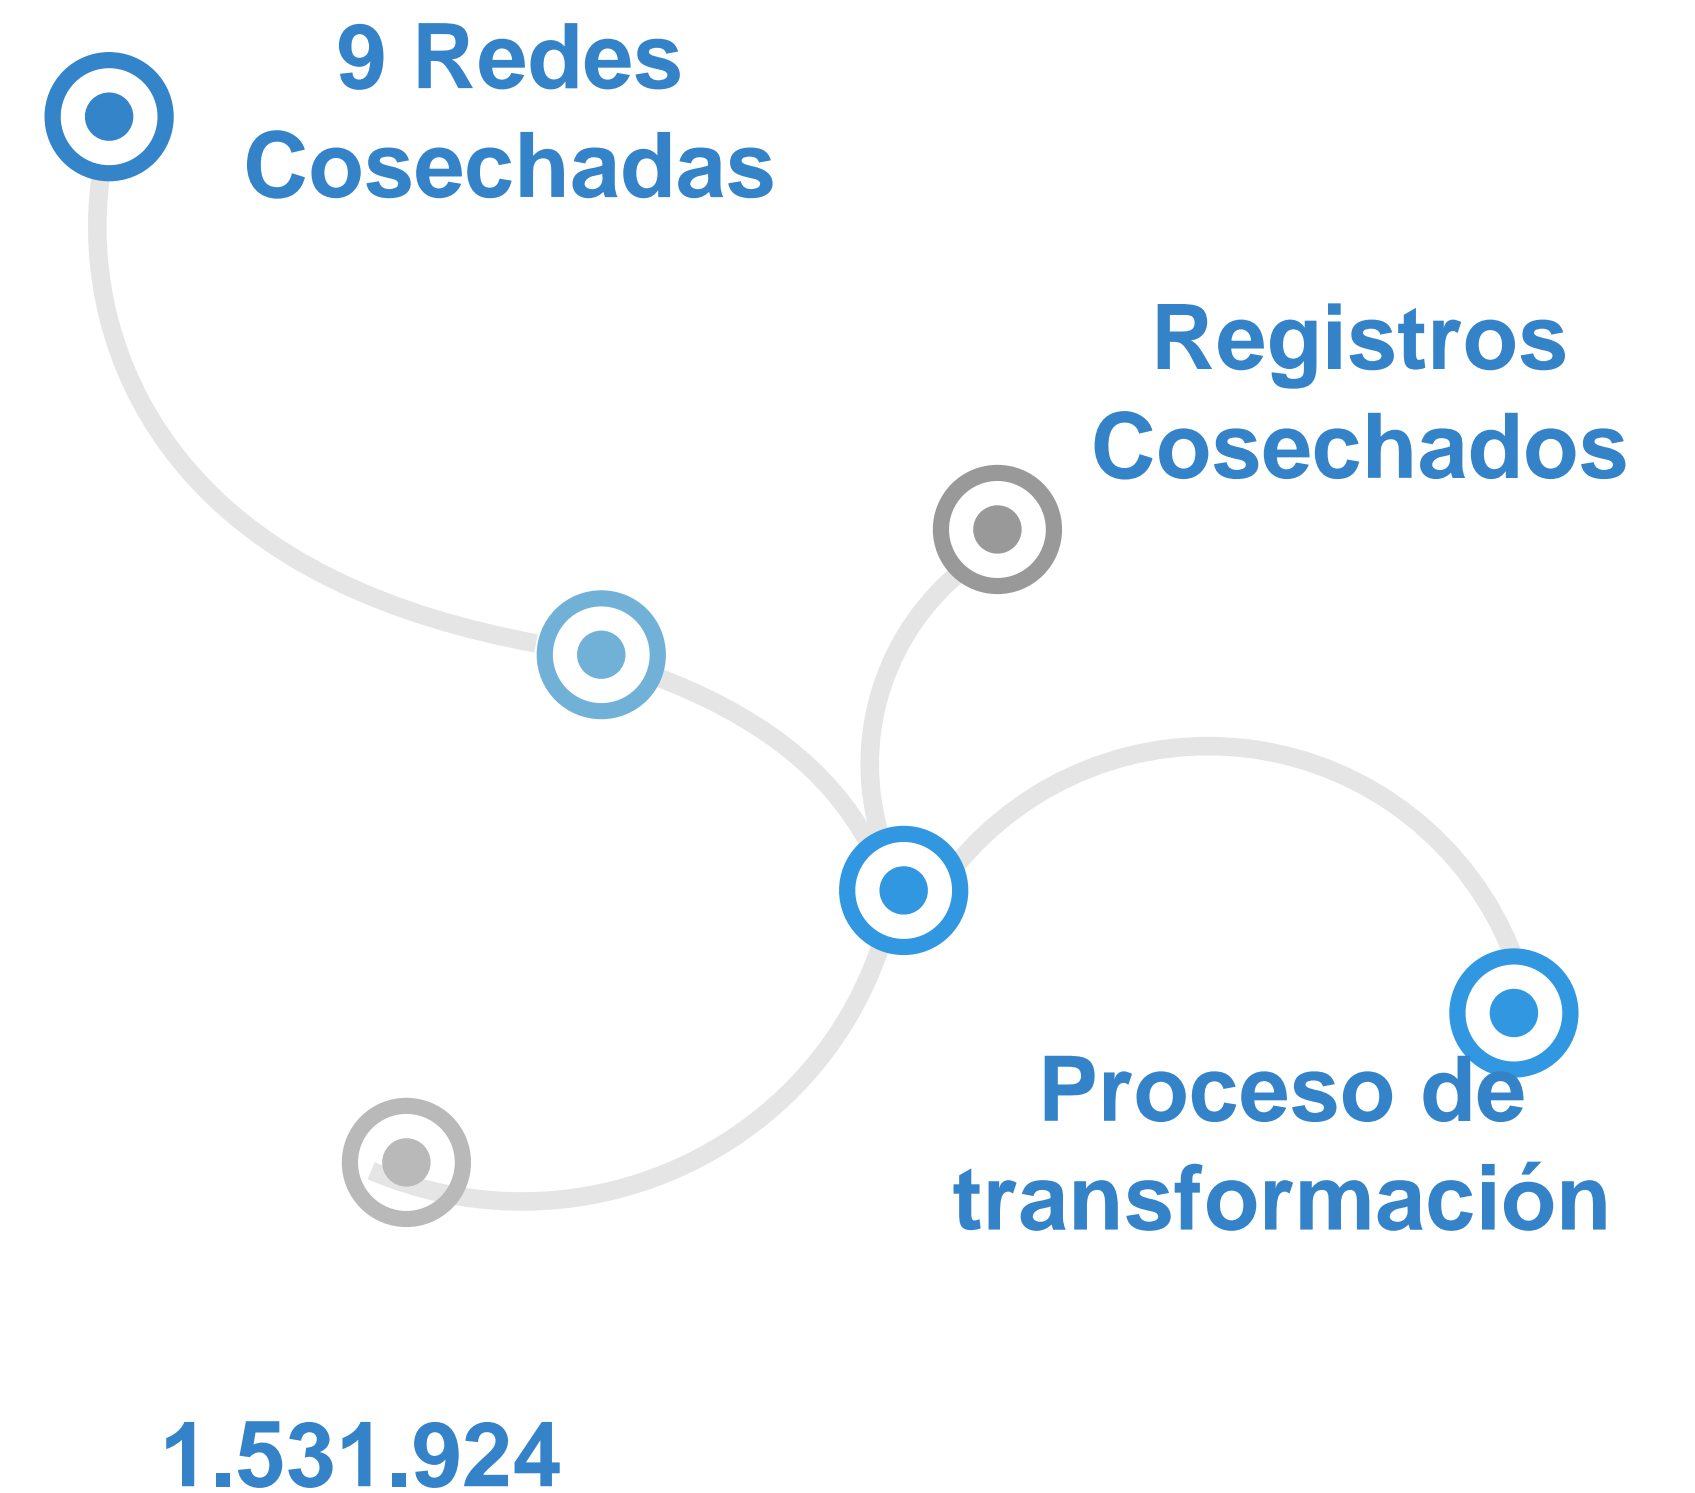 9 Redes
Cosechadas
Registros
Cosechados
Proceso de
transformación
1.531.924